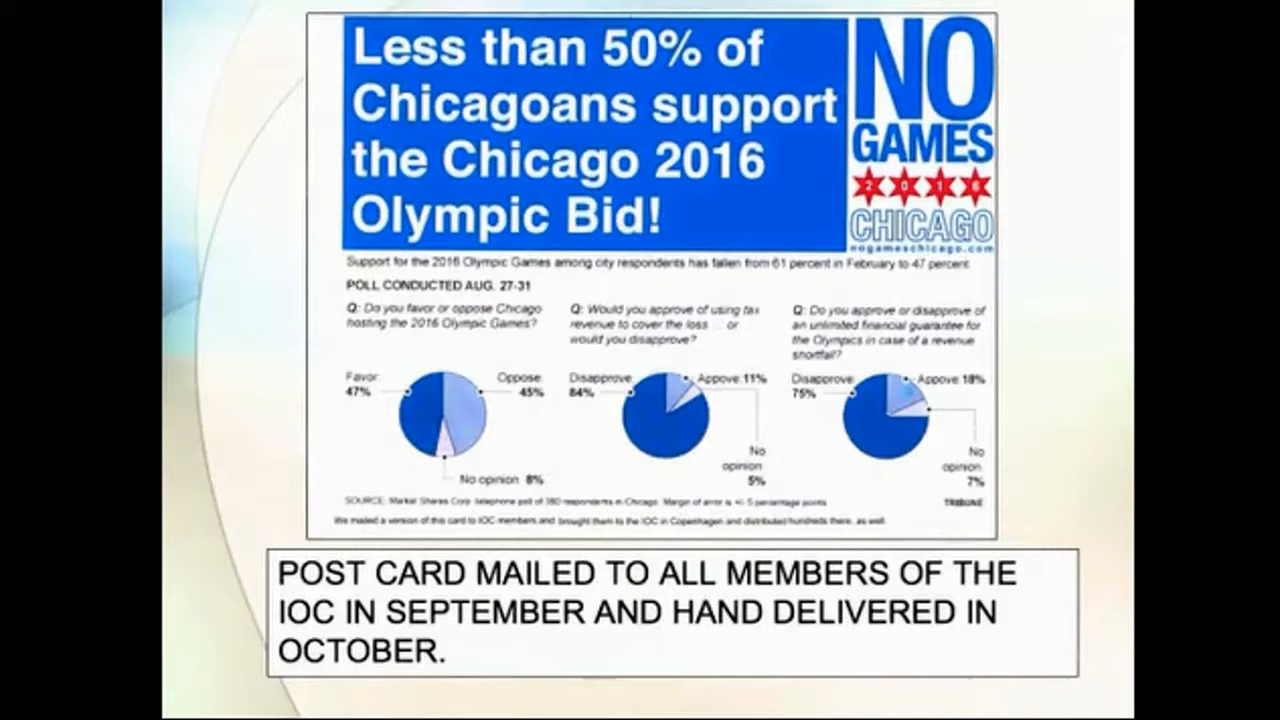 Less than 50% of
Chicagoans support
the Chicago 2016
Olympic Bid!
NO
GAMES
2016
CHICAGO
nogameschicago.com
Support for the 2016 Olympic Games among city respondents has fallen from 61 percent in February to 47 percent.
POLL CONDUCTED AUG. 27-31
Q: Do you favor or oppose Chicago
hosting the 2016 Olympic Games?
Favor:
47%
Oppose:
45%
No opinion 8%
Q: Would you approve of using tax
revenue to cover the loss ... or
would you disapprove?
Disapprove:
84%
Appove:11%
No
opinion:
5%
Q: Do you approve or disapprove of
an unlimited financial guarantee for
the Olympics in case of a revenue
shortfall?
Disapprove:
75%
Appove 18%
No
opinion:
7%
SOURCE: Market Shares Corp. telephone poll of 380 respondents in Chicago. Margin of error is +/- 5 percentage points
TRIBUNE
We mailed a version of this card to IOC members and brought them to the IOC in Copenhagen and distributed hundreds there, as well.
POST CARD MAILED TO ALL MEMBERS OF THE
IOC IN SEPTEMBER AND HAND DELIVERED IN
OCTOBER.